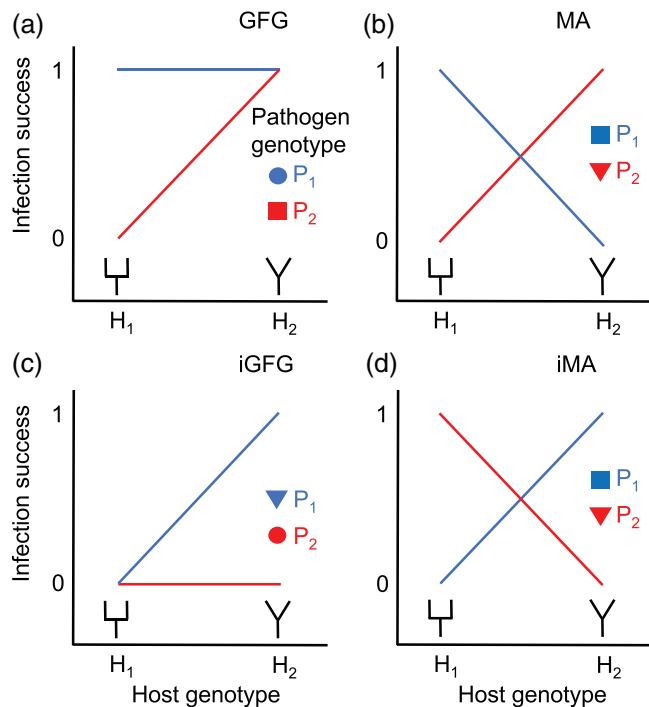 (a) GFG
Infection success
1
0
Pathogen
genotype
P₁
P₂
H₁ H₂
(b) MA
1
0
P₁
P₂
H₁ H₂
(c) iGFG
Infection success
1
0
P₁
P₂
H₁ H₂
Host genotype
(d) iMA
1
0
P₁
P₂
H₁ H₂
Host genotype